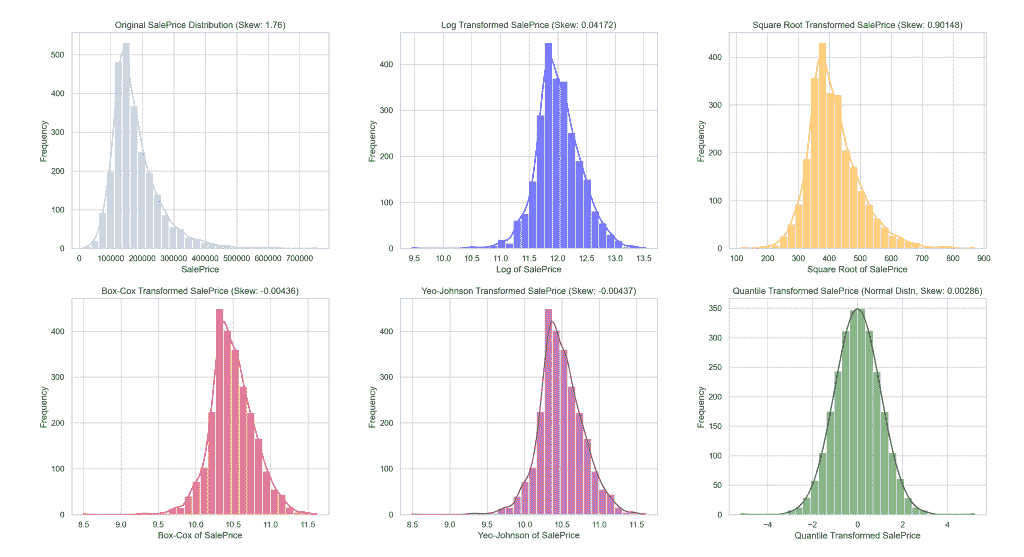 Original SalePrice Distribution (Skew: 1.76)
Frequency
500
400
300
200
100
0
0 100000 200000 300000 400000 500000 600000 700000
SalePrice
Log Transformed SalePrice (Skew: 0.04172)
Frequency
400
300
200
100
0
9.5 10.0 10.5 11.0 11.5 12.0 12.5 13.0 13.5
Log of SalePrice
Square Root Transformed SalePrice (Skew: 0.90148)
Frequency
400
300
200
100
0
100 200 300 400 500 600 700 800 900
Square Root of SalePrice
Box-Cox Transformed SalePrice (Skew: -0.00436)
Frequency
400
300
200
100
0
8.5 9.0 9.5 10.0 10.5 11.0 11.5
Box-Cox of SalePrice
Yeo-Johnson Transformed SalePrice (Skew: -0.00437)
Frequency
400
300
200
100
0
8.5 9.0 9.5 10.0 10.5 11.0 11.5
Yeo-Johnson of SalePrice
Quantile Transformed SalePrice (Normal Distn, Skew: 0.00286)
Frequency
350
300
250
200
150
100
50
0
−4 −2 0 2 4
Quantile Transformed SalePrice